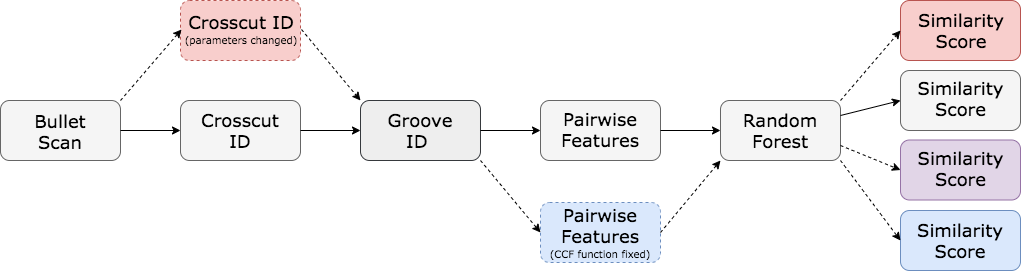 Crosscut ID
(parameters changed)
Similarity
Score
Bullet
Scan
Crosscut
ID
Groove
ID
Pairwise
Features
Random
Forest
Similarity
Score
Similarity
Score
Pairwise
Features
(CCF function fixed)
Similarity
Score